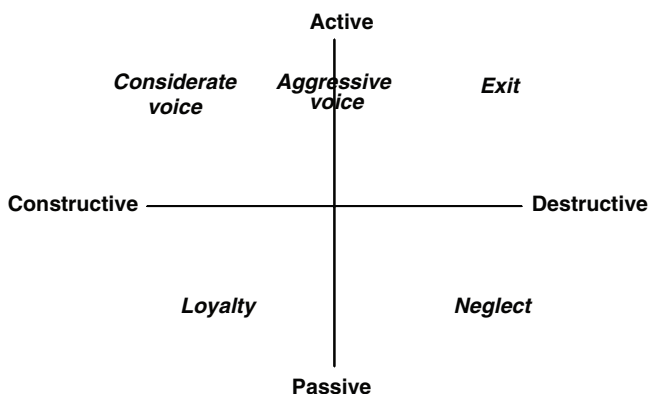 Active
Considerate
voice
Aggressive
voice
Exit
Constructive
Destructive
Loyalty
Neglect
Passive